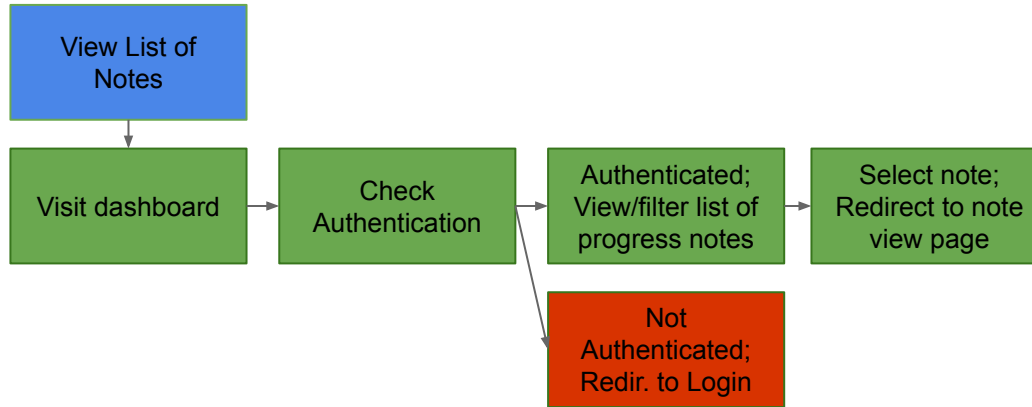 View List of
Notes
Visit dashboard
Check
Authentication
Authenticated;
View/filter list of
progress notes
Select note;
Redirect to note
view page
Not
Authenticated;
Redir. to Login